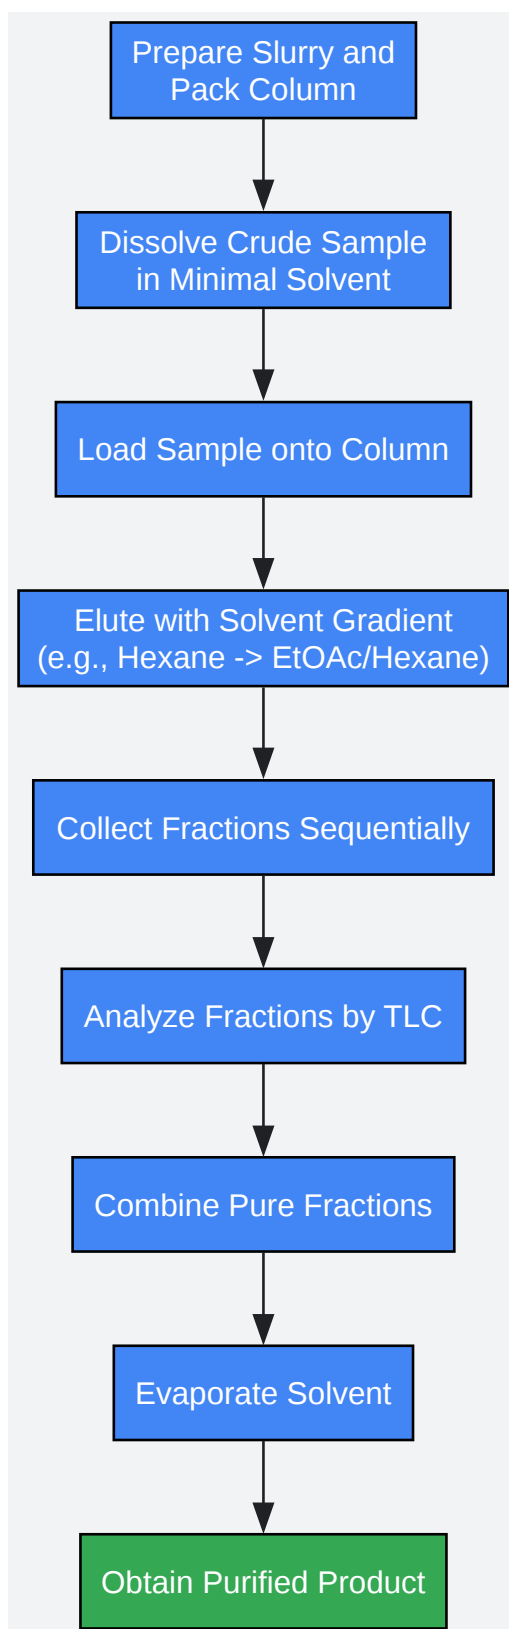 Prepare Slurry and
Pack Column
Dissolve Crude Sample
in Minimal Solvent
Load Sample onto Column
Elute with Solvent Gradient
(e.g., Hexane -> EtOAc/Hexane)
Collect Fractions Sequentially
Analyze Fractions by TLC
Combine Pure Fractions
Evaporate Solvent
Obtain Purified Product